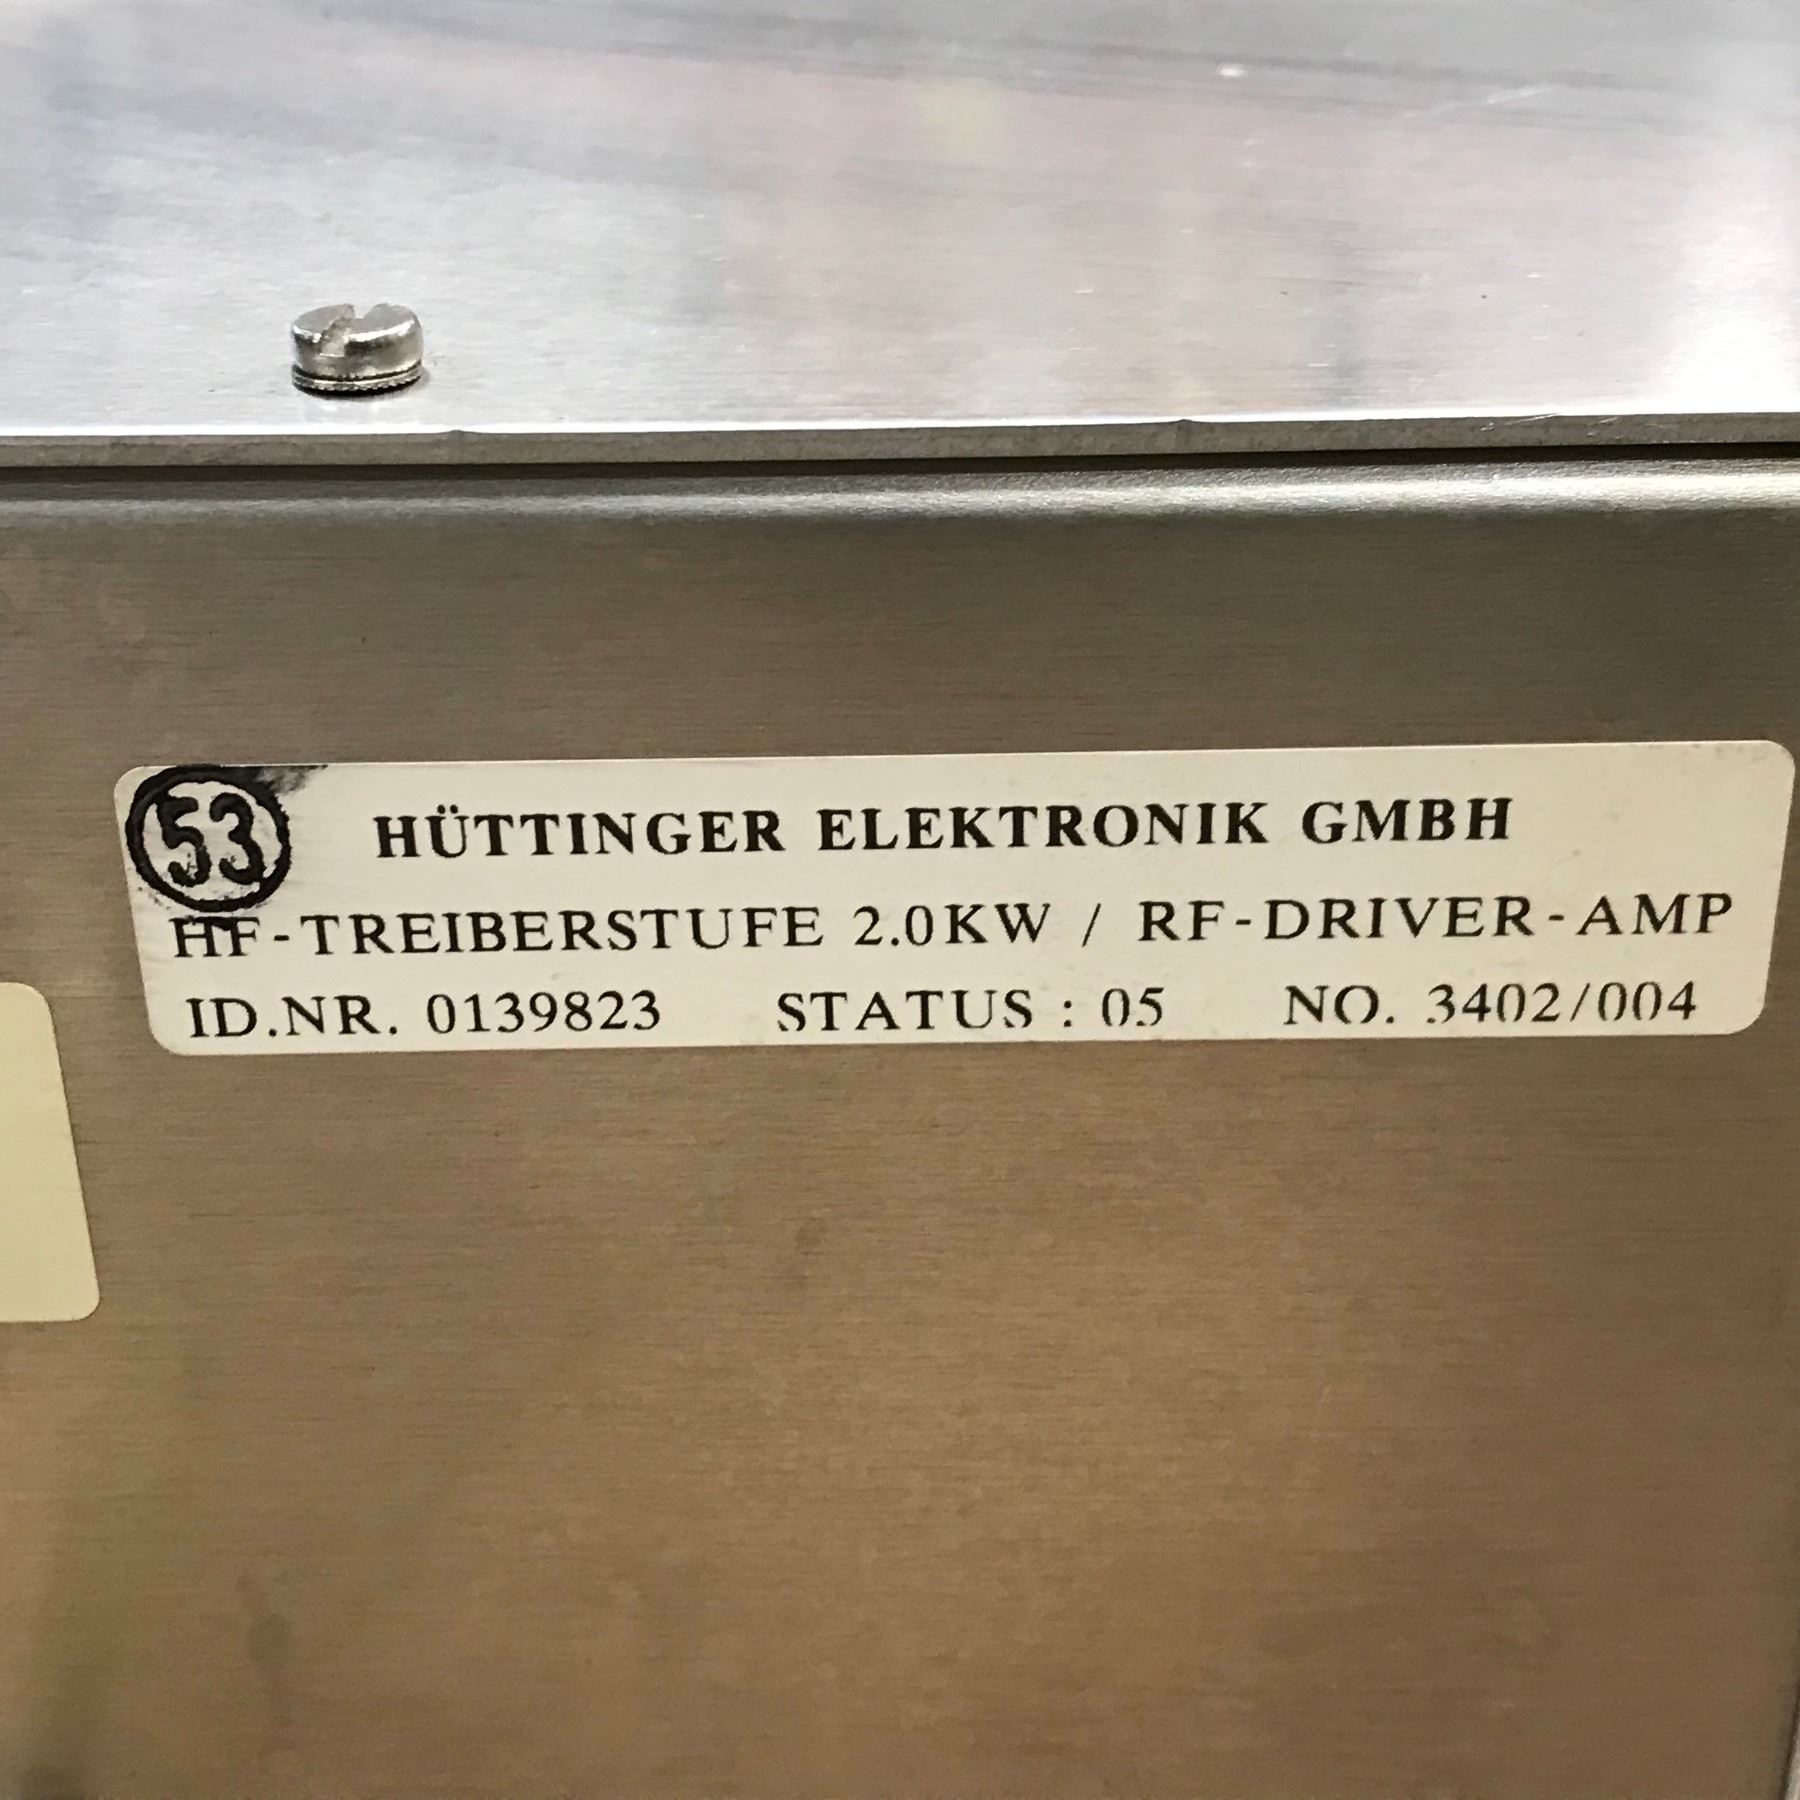 53 HÜTTINGER ELEKTRONIK GMBH
HF-TREIBERSTUFE 2.0KW / RF-DRIVER-AMP
ID.NR. 0139823 STATUS : 05 NO. 3402/004